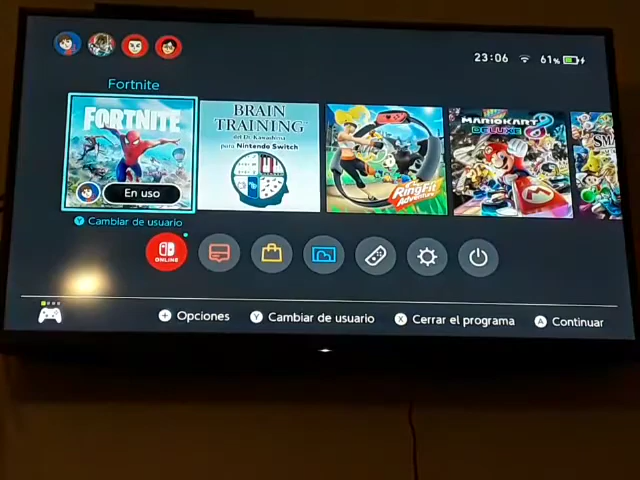 23:06 61%
Fortnite
FORTNITE
En uso
BRAIN
TRAINING
del Dr. Kawashima
para Nintendo Switch
RingFit
Adventure
MARIOKART 8
DELUXE
Cambiar de usuario
ONLINE
Opciones
Y Cambiar de usuario
X Cerrar el programa
A Continuar